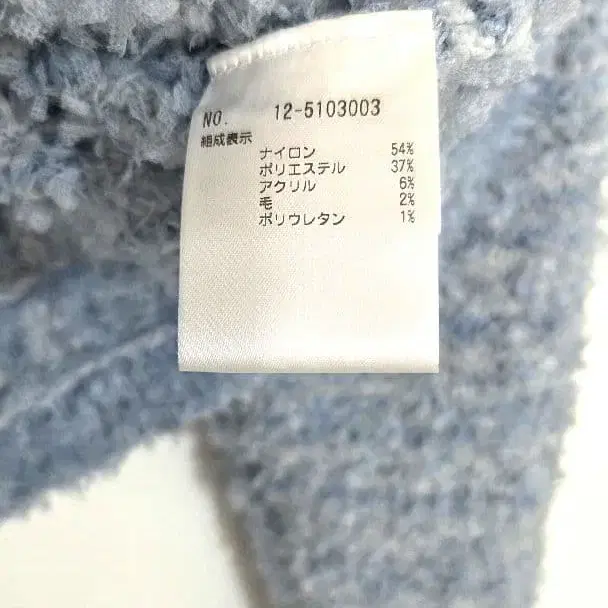 NO. 12-5103003
組成表示
ナイロン 54%
ポリエステル 37%
アクリル 6%
毛 2%
ポリウレタン 1%